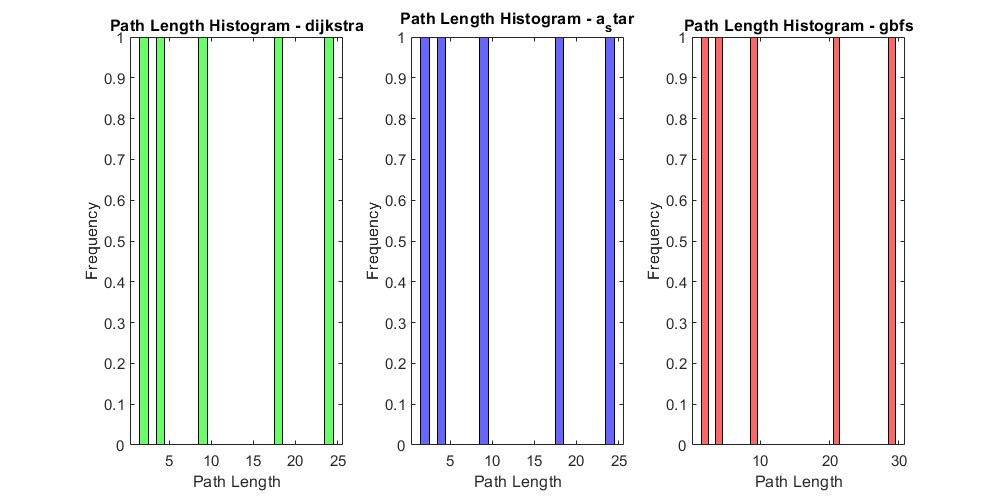 Path Length Histogram - dijkstra
1
0.9
0.8
0.7
0.6
0.5
0.4
0.3
0.2
0.1
0
Frequency
5 10 15 20 25
Path Length
Path Length Histogram - a_star
1
0.9
0.8
0.7
0.6
0.5
0.4
0.3
0.2
0.1
0
Frequency
5 10 15 20 25
Path Length
Path Length Histogram - gbfs
1
0.9
0.8
0.7
0.6
0.5
0.4
0.3
0.2
0.1
0
Frequency
10 20 30
Path Length